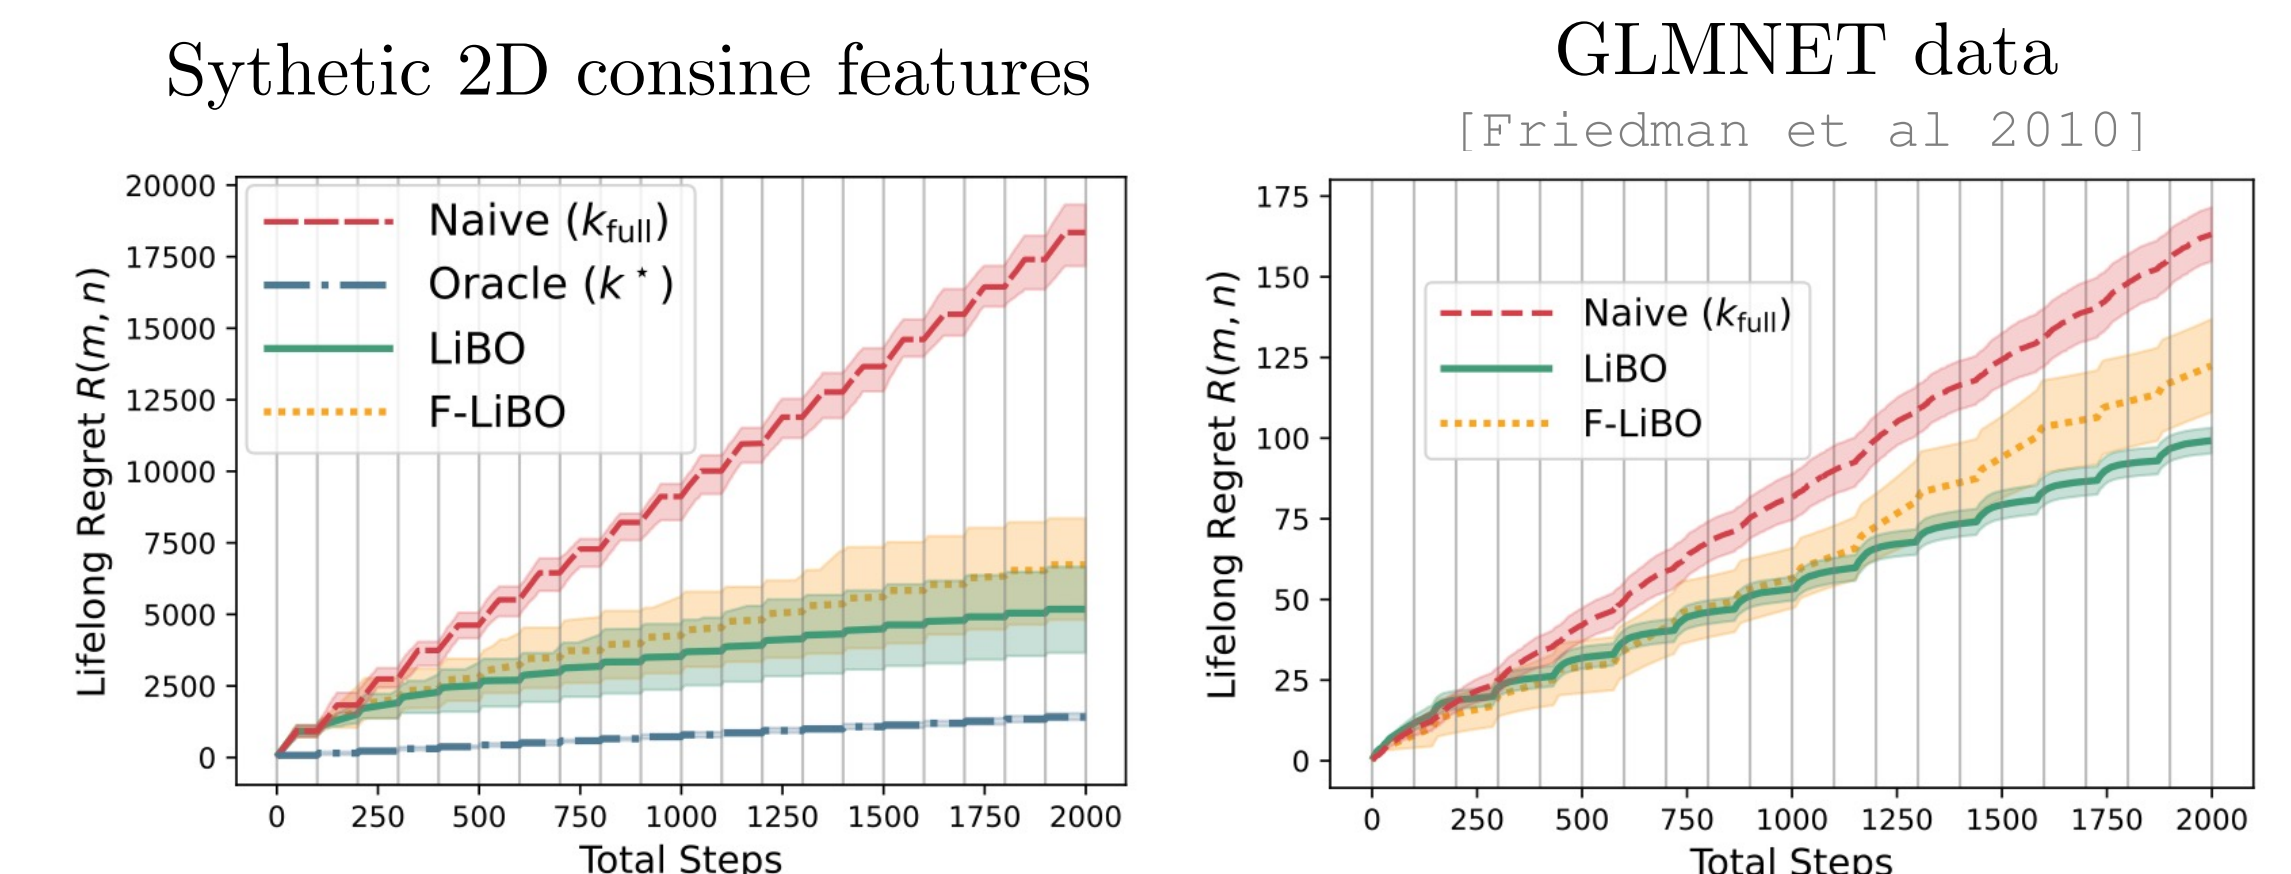 Sythetic 2D consine features
20000
17500
15000
12500
10000
7500
5000
2500
0
Lifelong Regret R(m, n)
Naive (k_full)
Oracle (k⋆)
LiBO
F-LiBO
0 250 500 750 1000 1250 1500 1750 2000
Total Steps
GLMNET data
[Friedman et al 2010]
175
150
125
100
75
50
25
0
Lifelong Regret R(m, n)
Naive (k_full)
LiBO
F-LiBO
0 250 500 750 1000 1250 1500 1750 2000
Total Steps